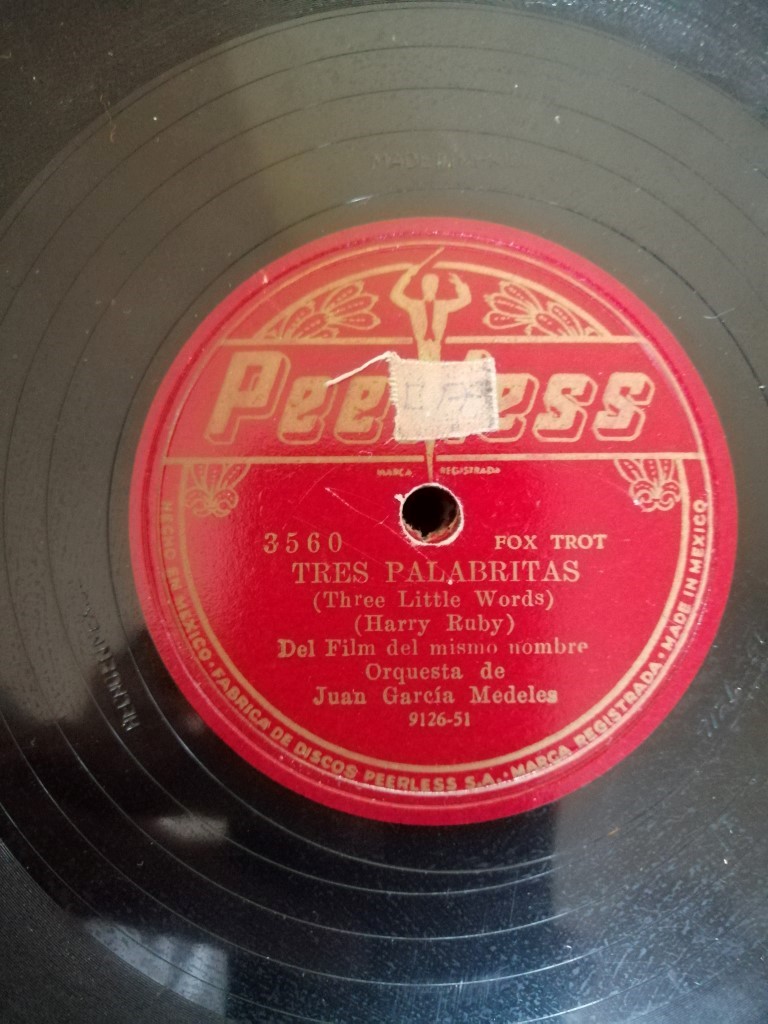 Peerless
MARCA REGISTRADA
3560 FOX TROT
TRES PALABRITAS
(Three Little Words)
(Harry Ruby)
Del Film del mismo nombre
Orquesta de
Juan García Medeles
9126-51
HECHO EN MEXICO · FABRICA DE DISCOS PEERLESS S.A. · MARCA REGISTRADA · MADE IN MEXICO